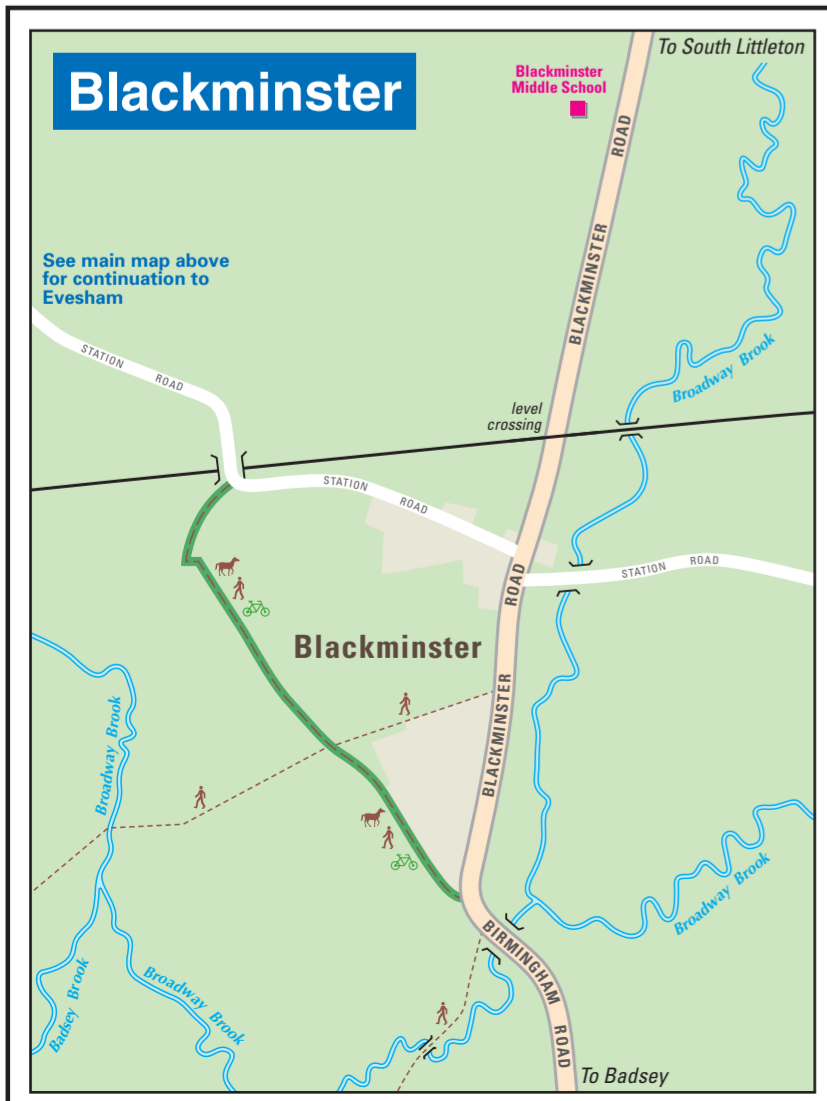 Blackminster
To South Littleton
Blackminster
Middle School
ROAD
BLACKMINSTER
See main map above
for continuation to
Evesham
STATION
ROAD
Broadway Brook
level
crossing
STATION
ROAD
STATION
ROAD
ROAD
Blackminster
BLACKMINSTER
Broadway Brook
Broadway Brook
Badsey Brook
Broadway Brook
BIRMINGHAM
ROAD
To Badsey